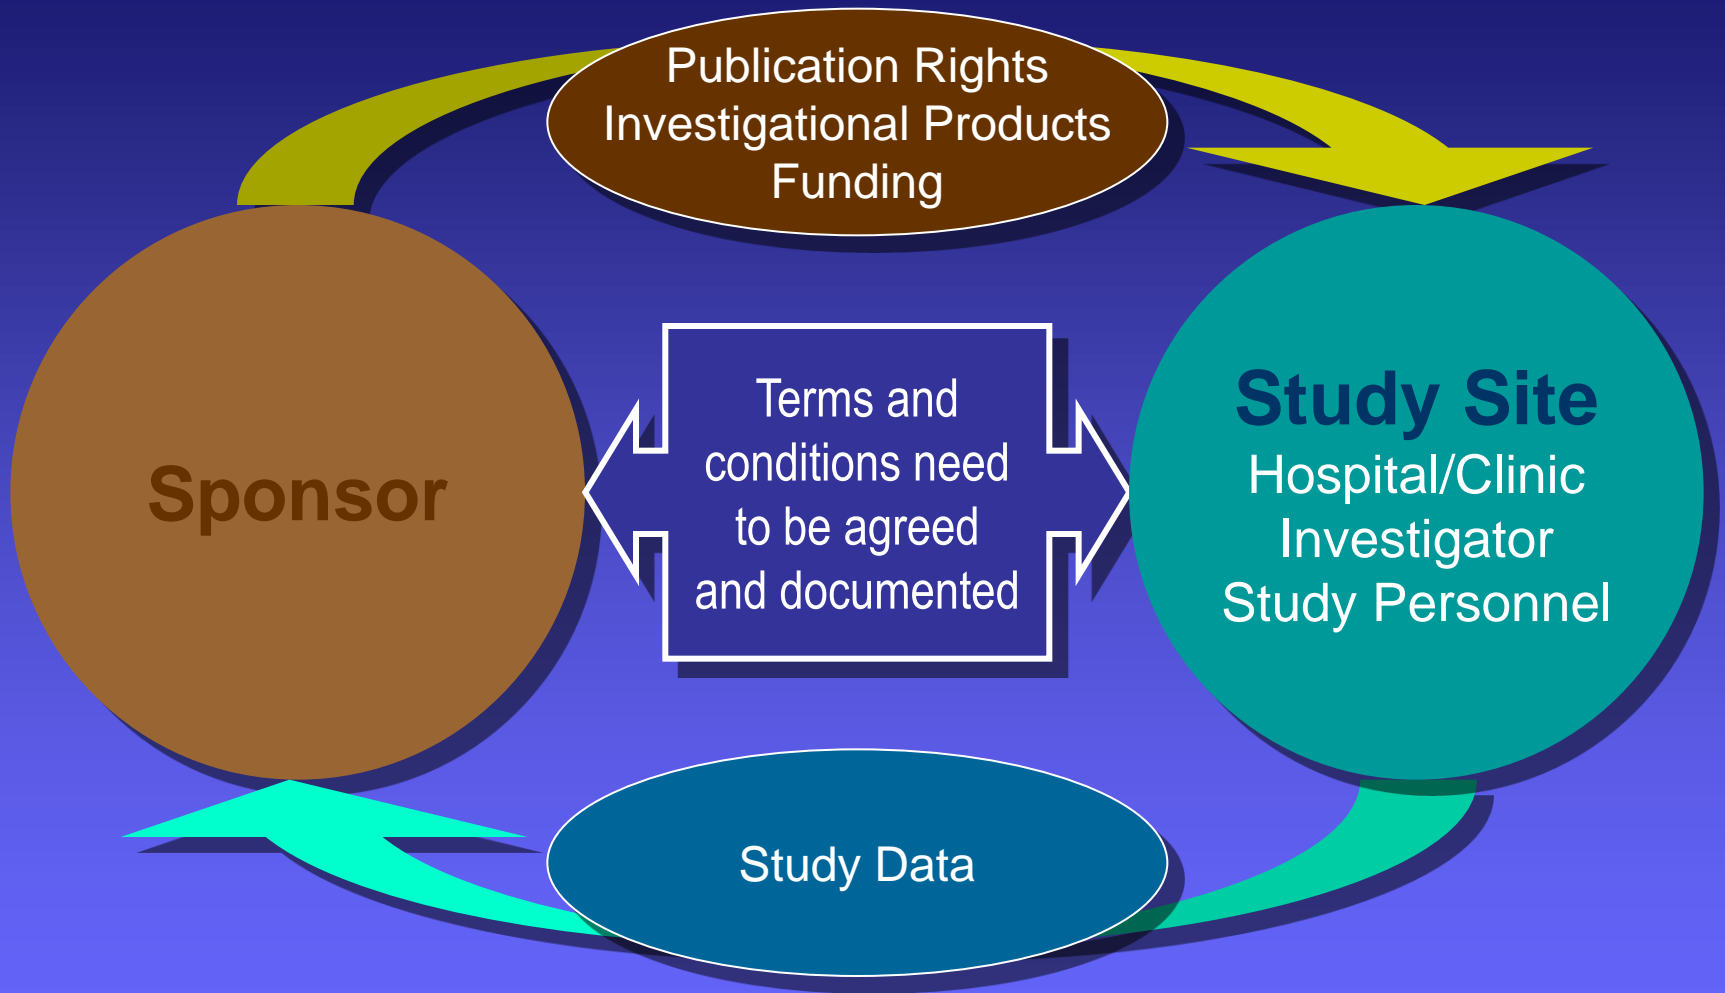 Publication Rights
Investigational Products
Funding
Sponsor
Terms and
conditions need
to be agreed
and documented
Study Site
Hospital/Clinic
Investigator
Study Personnel
Study Data